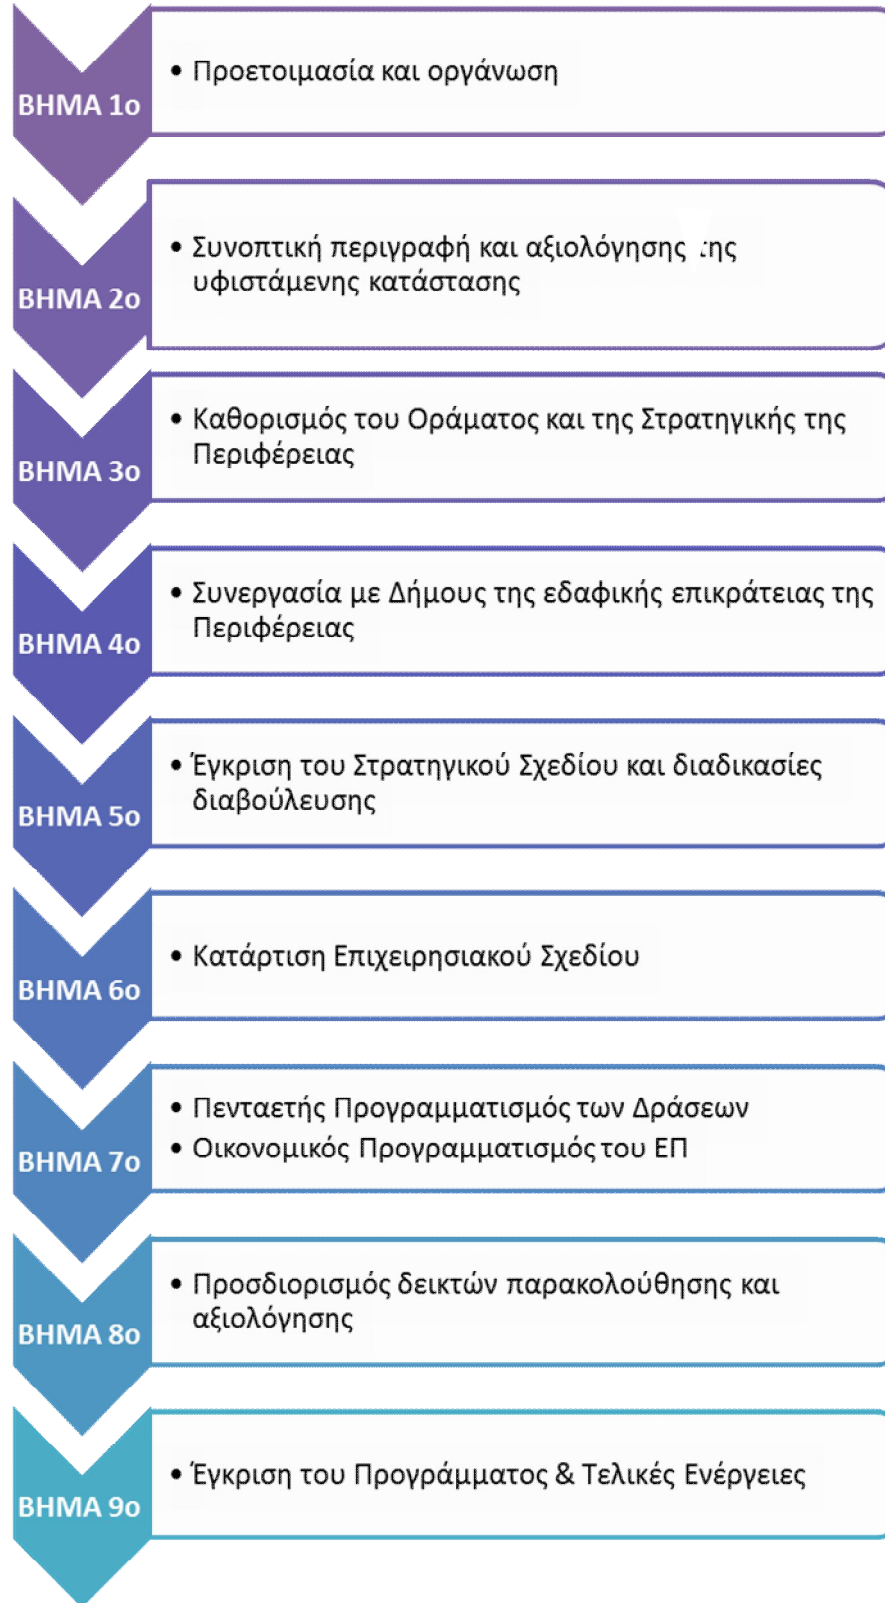 ΒΗΜΑ 1ο
• Προετοιμασία και οργάνωση
ΒΗΜΑ 2ο
• Συνοπτική περιγραφή και αξιολόγησης της
υφιστάμενης κατάστασης
ΒΗΜΑ 3ο
• Καθορισμός του Οράματος και της Στρατηγικής της
Περιφέρειας
ΒΗΜΑ 4ο
• Συνεργασία με Δήμους της εδαφικής επικράτειας της
Περιφέρειας
ΒΗΜΑ 5ο
• Έγκριση του Στρατηγικού Σχεδίου και διαδικασίες
διαβούλευσης
ΒΗΜΑ 6ο
• Κατάρτιση Επιχειρησιακού Σχεδίου
ΒΗΜΑ 7ο
• Πενταετής Προγραμματισμός των Δράσεων
• Οικονομικός Προγραμματισμός του ΕΠ
ΒΗΜΑ 8ο
• Προσδιορισμός δεικτών παρακολούθησης και
αξιολόγησης
ΒΗΜΑ 9ο
• Έγκριση του Προγράμματος & Τελικές Ενέργειες